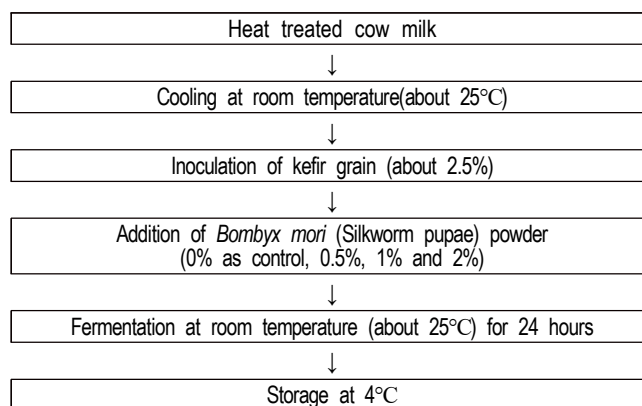 Heat treated cow milk
↓
Cooling at room temperature(about 25℃)
↓
Inoculation of kefir grain (about 2.5%)
↓
Addition of Bombyx mori (Silkworm pupae) powder
(0% as control, 0.5%, 1% and 2%)
↓
Fermentation at room temperature (about 25℃) for 24 hours
↓
Storage at 4℃